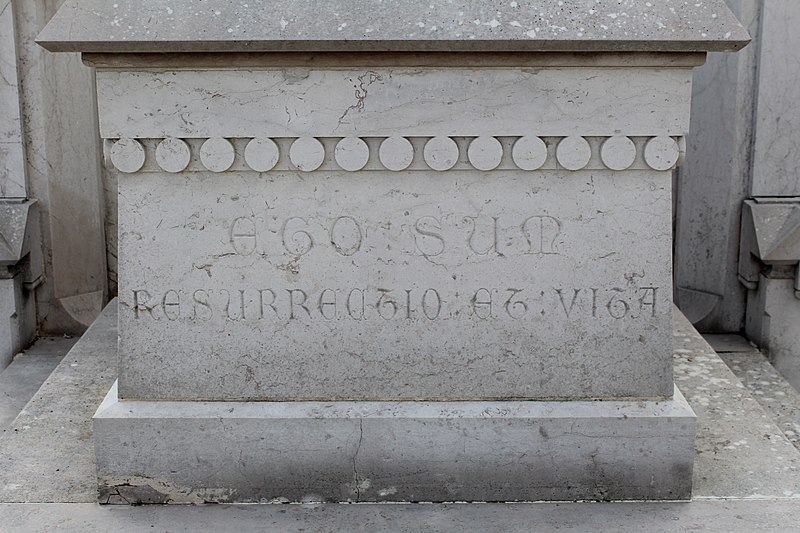 EGO : SUM
RESURRECTIO : ET : VITA